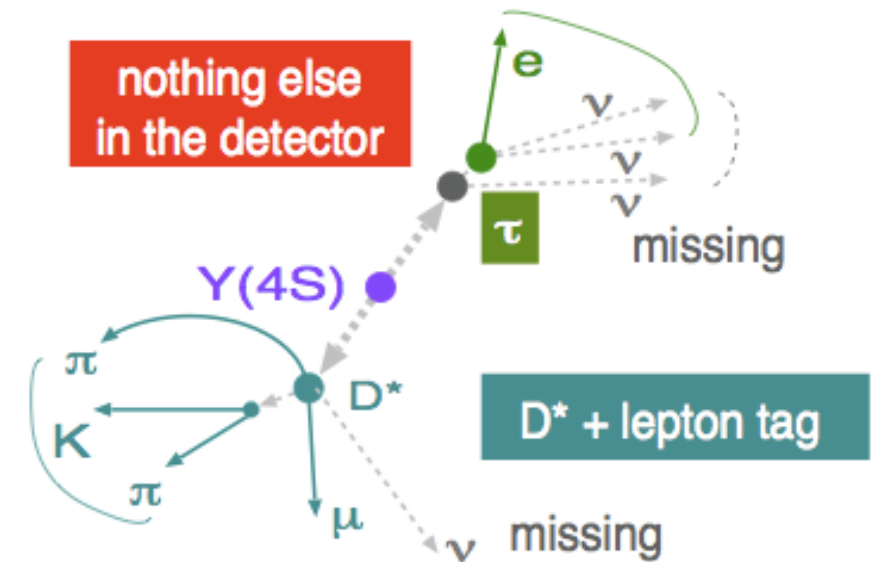 nothing else
in the detector
e
ν
ν
ν
τ
missing
Υ(4S)
π
K
π
D*
μ
ν
missing
D* + lepton tag